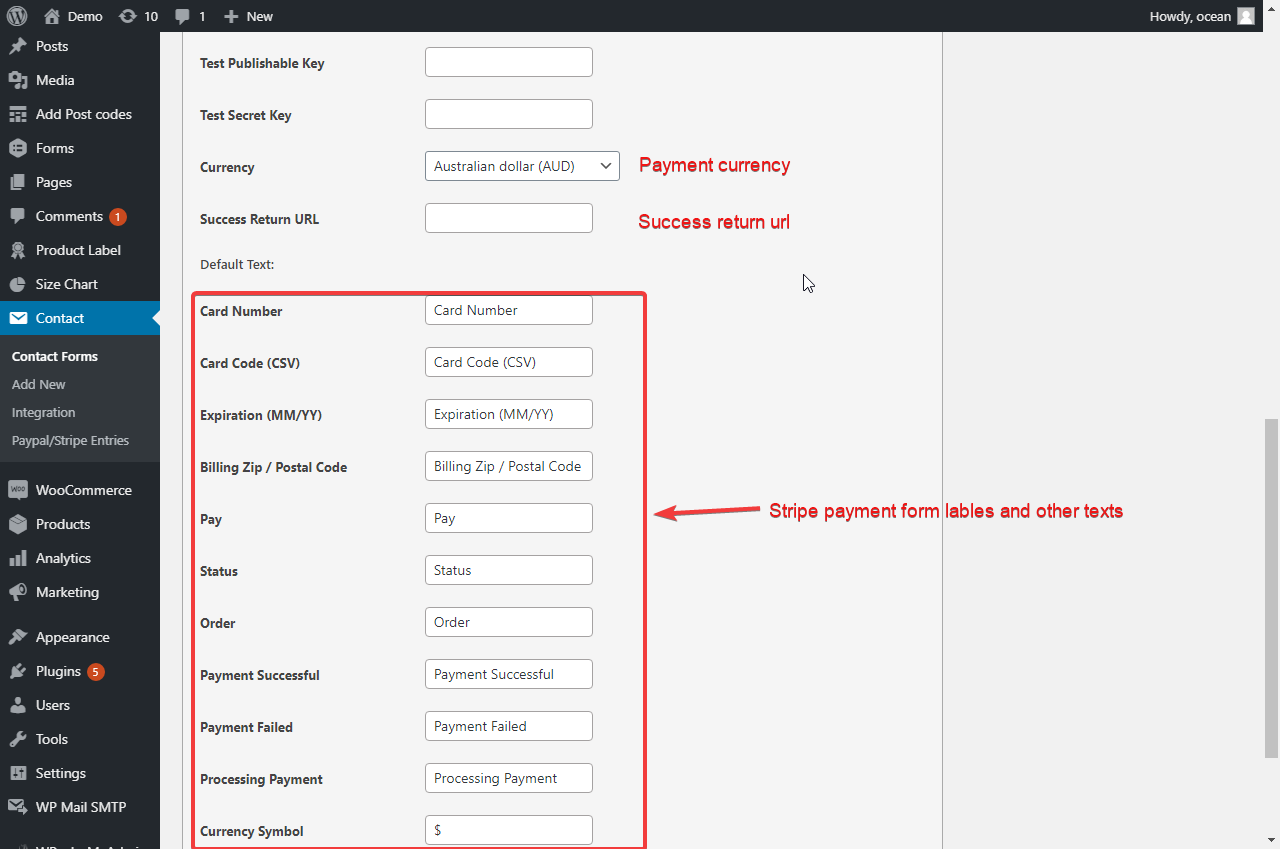 Demo 10 1 New Howdy, ocean
Posts
Media
Add Post codes
Forms
Pages
Comments 1
Product Label
Size Chart
Contact
Contact Forms
Add New
Integration
Paypal/Stripe Entries
WooCommerce
Products
Analytics
Marketing
Appearance
Plugins 5
Users
Tools
Settings
WP Mail SMTP
Test Publishable Key
Test Secret Key
Currency Australian dollar (AUD) Payment currency
Success Return URL Success return url
Default Text:
Card Number Card Number
Card Code (CSV) Card Code (CSV)
Expiration (MM/YY) Expiration (MM/YY)
Billing Zip / Postal Code Billing Zip / Postal Code
Pay Pay
Stripe payment form lables and other texts
Status Status
Order Order
Payment Successful Payment Successful
Payment Failed Payment Failed
Processing Payment Processing Payment
Currency Symbol $